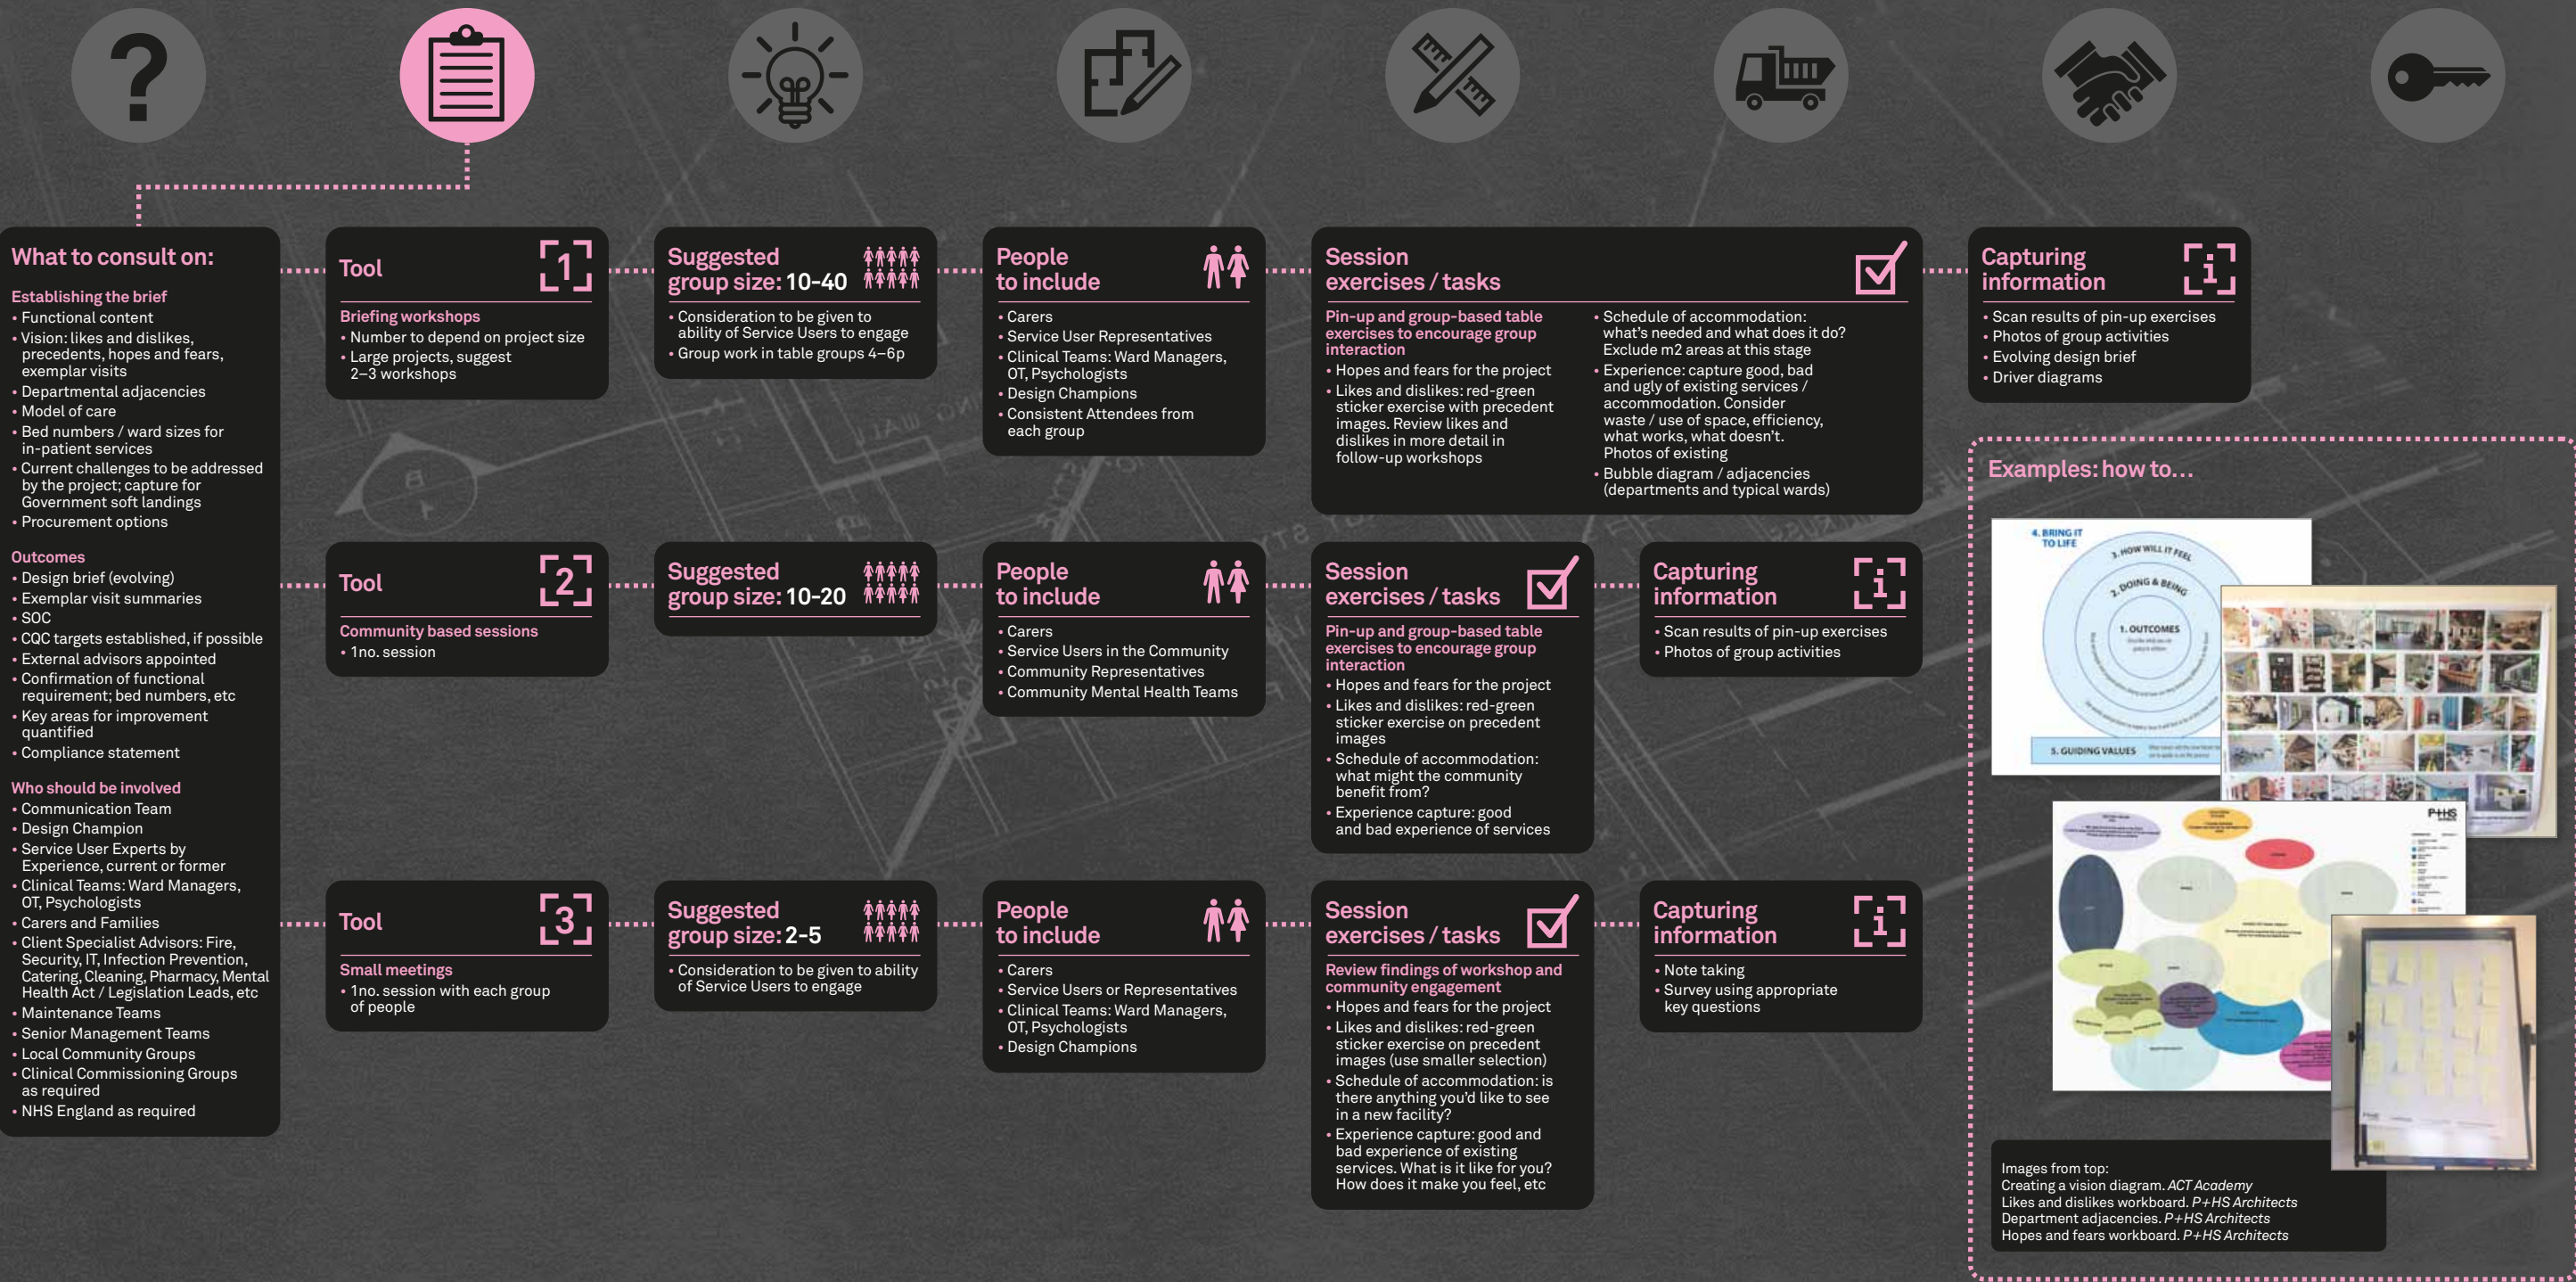 What to consult on:
Establishing the brief
• Functional content
• Vision: likes and dislikes,
precedents, hopes and fears,
exemplar visits
• Departmental adjacencies
• Model of care
• Bed numbers / ward sizes for
in-patient services
• Current challenges to be addressed
by the project; capture for
Government soft landings
• Procurement options
Outcomes
• Design brief (evolving)
• Exemplar visit summaries
• SOC
• CQC targets established, if possible
• External advisors appointed
• Confirmation of functional
requirement; bed numbers, etc
• Key areas for improvement
quantified
• Compliance statement
Who should be involved
• Communication Team
• Design Champion
• Service User Experts by
Experience, current or former
• Clinical Teams: Ward Managers,
OT, Psychologists
• Carers and Families
• Client Specialist Advisors: Fire,
Security, IT, Infection Prevention,
Catering, Cleaning, Pharmacy, Mental
Health Act / Legislation Leads, etc
• Maintenance Teams
• Senior Management Teams
• Local Community Groups
• Clinical Commissioning Groups
as required
• NHS England as required
Tool
1
Briefing workshops
• Number to depend on project size
• Large projects, suggest
2–3 workshops
Suggested
group size: 10-40
• Consideration to be given to
ability of Service Users to engage
• Group work in table groups 4–6p
People
to include
• Carers
• Service User Representatives
• Clinical Teams: Ward Managers,
OT, Psychologists
• Design Champions
• Consistent Attendees from
each group
Session
exercises / tasks
Pin-up and group-based table
exercises to encourage group
interaction
• Hopes and fears for the project
• Likes and dislikes: red-green
sticker exercise with precedent
images. Review likes and
dislikes in more detail in
follow-up workshops
• Schedule of accommodation:
what's needed and what does it do?
Exclude m2 areas at this stage
• Experience: capture good, bad
and ugly of existing services /
accommodation. Consider
waste / use of space, efficiency,
what works, what doesn't.
Photos of existing
• Bubble diagram / adjacencies
(departments and typical wards)
Capturing
information
i
• Scan results of pin-up exercises
• Photos of group activities
• Evolving design brief
• Driver diagrams
Tool
2
Community based sessions
• 1no. session
Suggested
group size: 10-20
People
to include
• Carers
• Service Users in the Community
• Community Representatives
• Community Mental Health Teams
Session
exercises / tasks
Pin-up and group-based table
exercises to encourage group
interaction
• Hopes and fears for the project
• Likes and dislikes: red-green
sticker exercise on precedent
images
• Schedule of accommodation:
what might the community
benefit from?
• Experience capture: good
and bad experience of services
Capturing
information
i
• Scan results of pin-up exercises
• Photos of group activities
Tool
3
Small meetings
• 1no. session with each group
of people
Suggested
group size: 2-5
• Consideration to be given to ability
of Service Users to engage
People
to include
• Carers
• Service Users or Representatives
• Clinical Teams: Ward Managers,
OT, Psychologists
• Design Champions
Session
exercises / tasks
Review findings of workshop and
community engagement
• Hopes and fears for the project
• Likes and dislikes: red-green
sticker exercise on precedent
images (use smaller selection)
• Schedule of accommodation: is
there anything you'd like to see
in a new facility?
• Experience capture: good and
bad experience of existing
services. What is it like for you?
How does it make you feel, etc
Capturing
information
i
• Note taking
• Survey using appropriate
key questions
Examples: how to...
4. BRING IT
TO LIFE
3. HOW WILL IT FEEL
2. DOING & BEING
1. OUTCOMES
5. GUIDING VALUES
P+HS
Images from top:
Creating a vision diagram. ACT Academy
Likes and dislikes workboard. P+HS Architects
Department adjacencies. P+HS Architects
Hopes and fears workboard. P+HS Architects